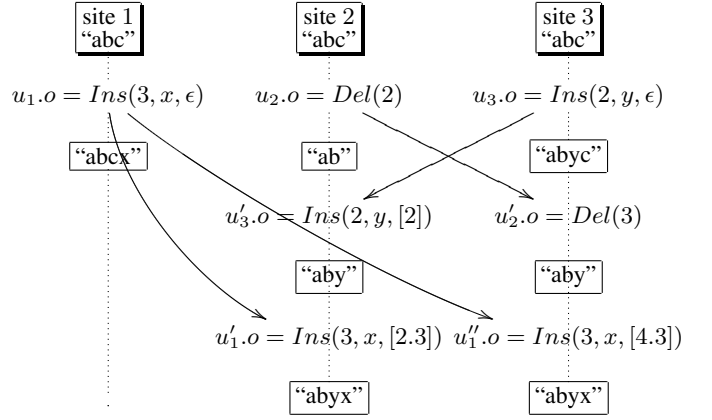 site 1 site 2 site 3
“abc” “abc” “abc”
u₁.o = Ins(3, x, ϵ) u₂.o = Del(2) u₃.o = Ins(2, y, ϵ)
“abcx” “ab” “abyc”
u′₃.o = Ins(2, y, [2]) u′₂.o = Del(3)
“aby” “aby”
u′₁.o = Ins(3, x, [2.3]) u′′₁.o = Ins(3, x, [4.3])
“abyx” “abyx”